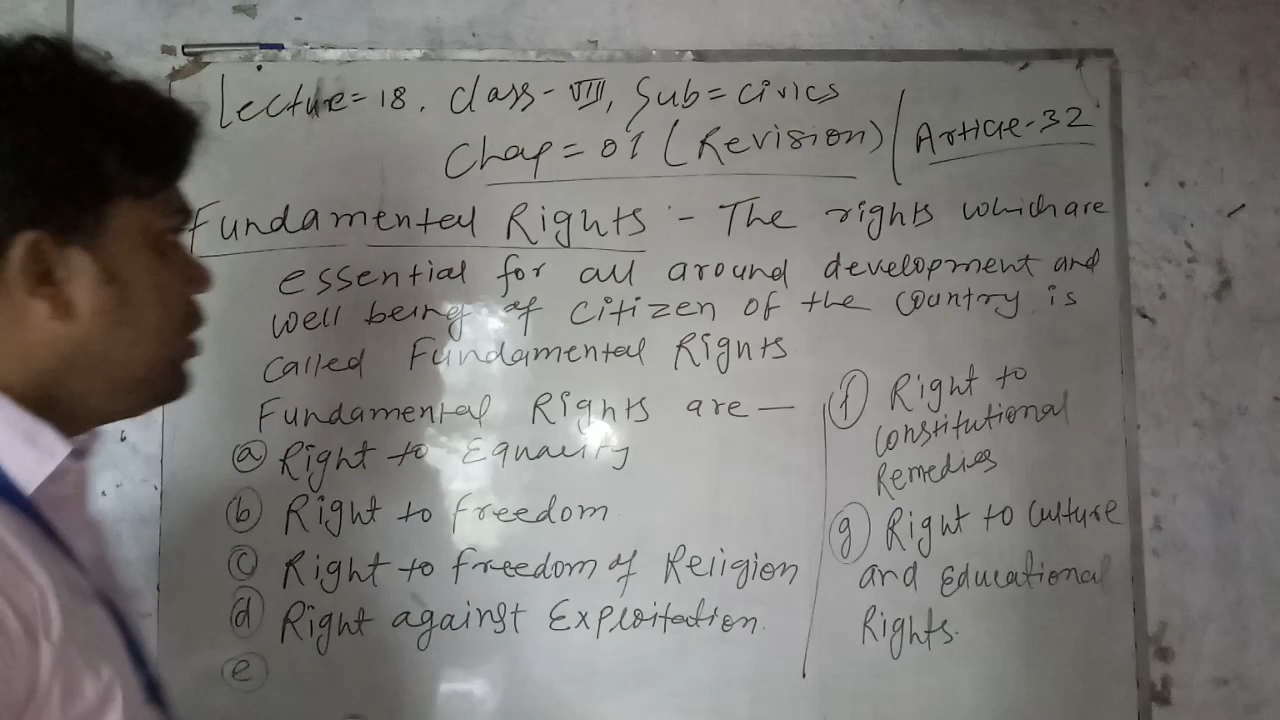 Lecture=18. Class-VIII, Sub=Civics
Chap=01 (Revision)
Article-32
Fundamental Rights :- The rights which are
essential for all around development and
well being of citizen of the country is
called Fundamental Rights
Fundamental Rights are —
(a) Right to Equality
(b) Right to freedom
(c) Right to freedom of Religion
(d) Right against Exploitation.
(e)
(f) Right to
constitutional
Remedies
(g) Right to culture
and Educational
Rights.